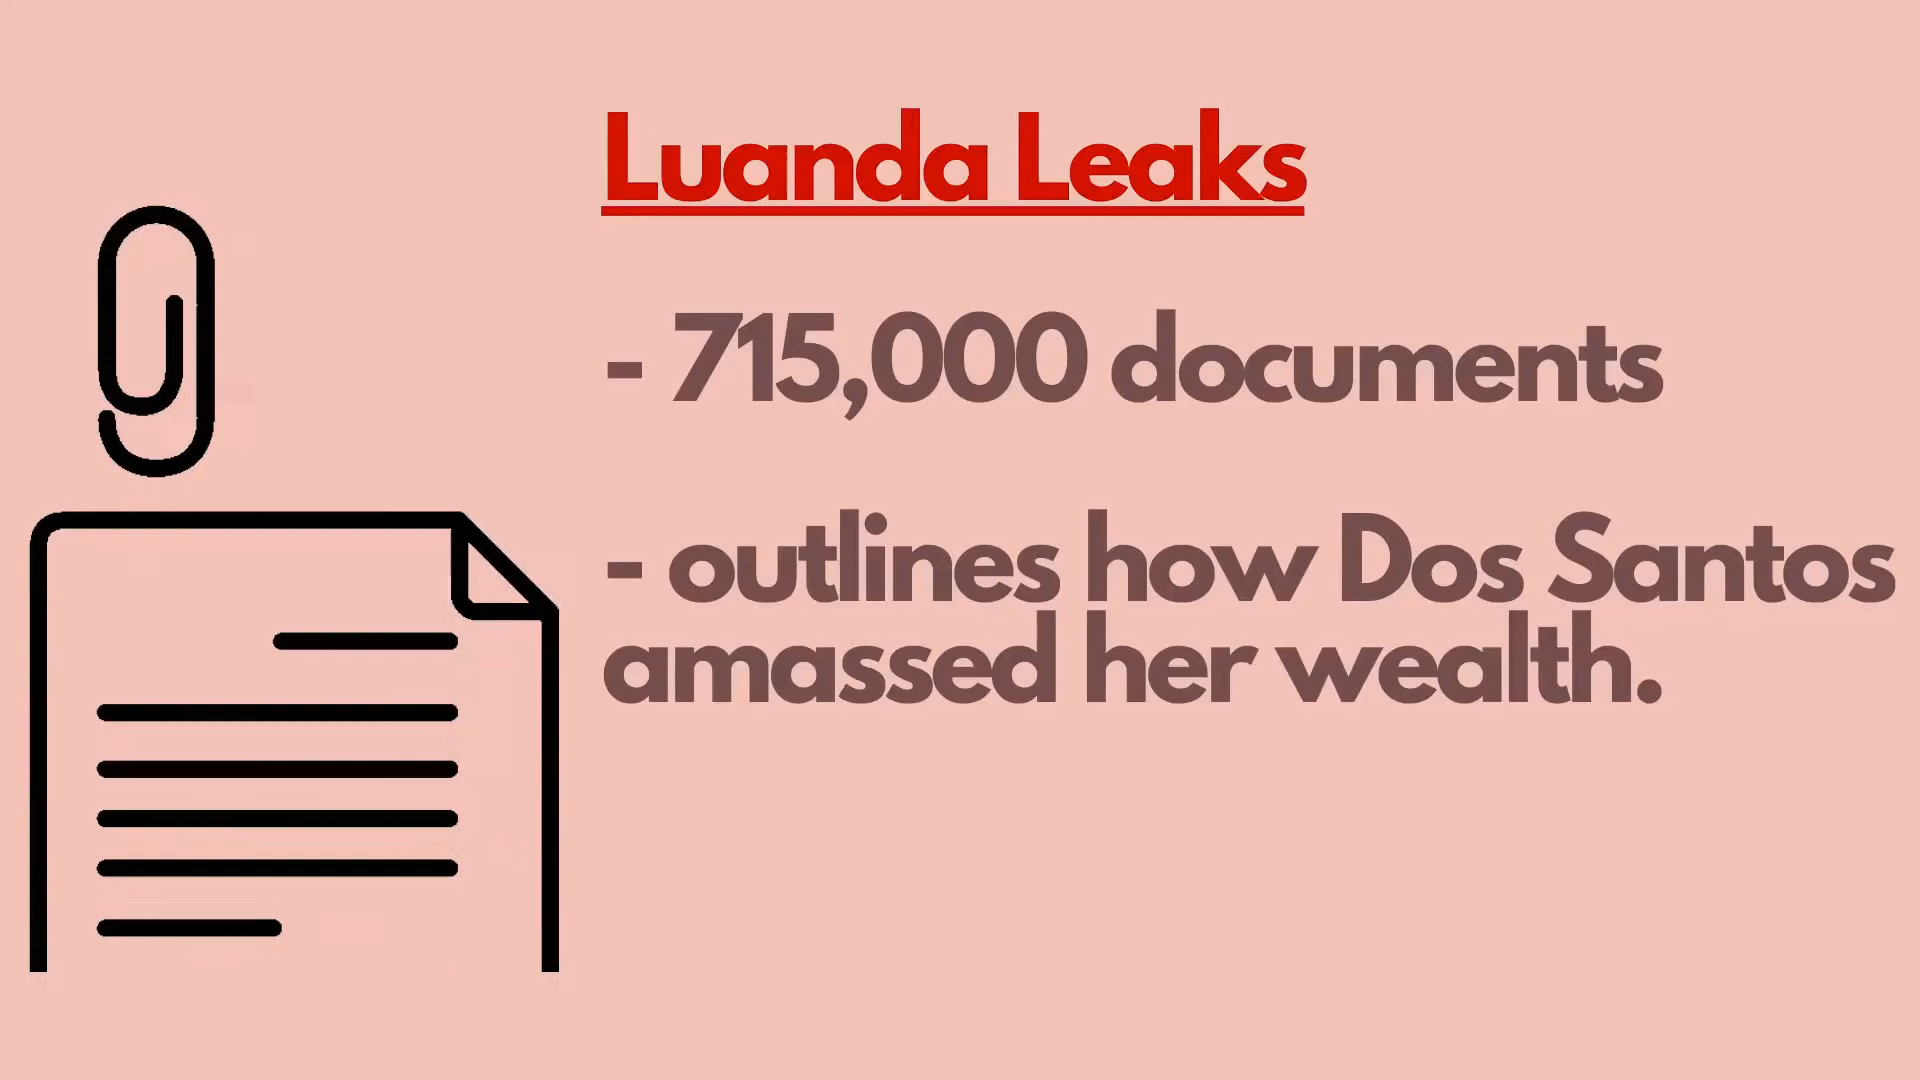 Luanda Leaks
- 715,000 documents
- outlines how Dos Santos
amassed her wealth.